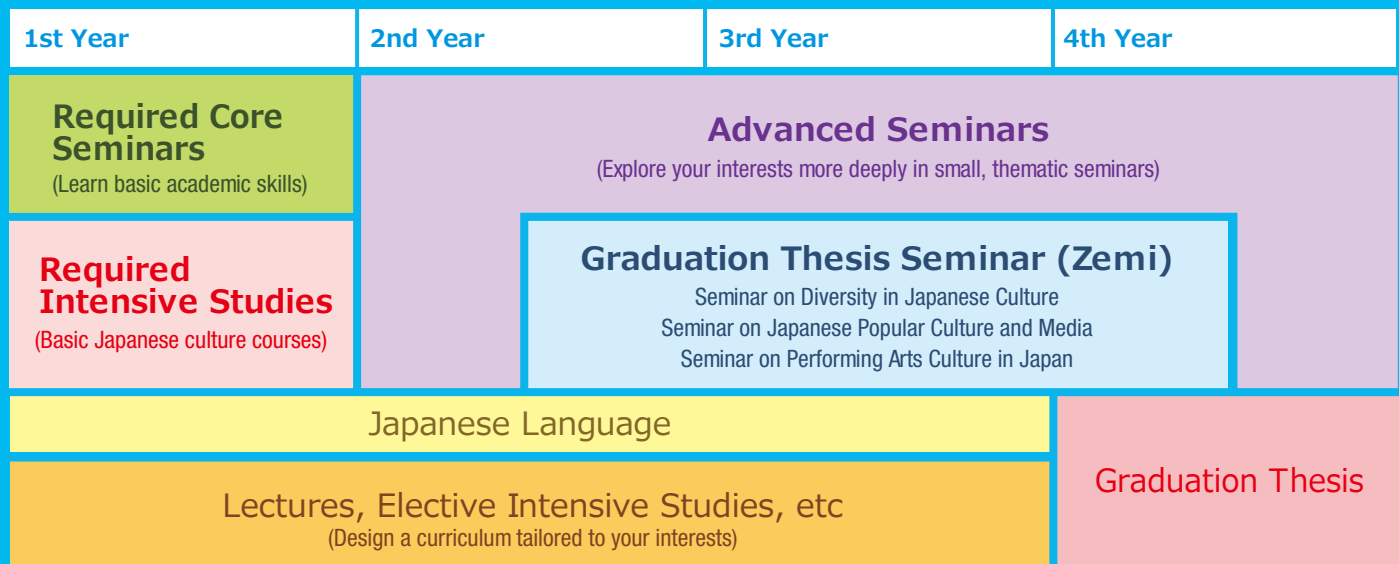 1st Year
2nd Year
3rd Year
4th Year
Required Core
Seminars
(Learn basic academic skills)
Advanced Seminars
(Explore your interests more deeply in small, thematic seminars)
Required
Intensive Studies
(Basic Japanese culture courses)
Graduation Thesis Seminar (Zemi)
Seminar on Diversity in Japanese Culture
Seminar on Japanese Popular Culture and Media
Seminar on Performing Arts Culture in Japan
Japanese Language
Lectures, Elective Intensive Studies, etc
(Design a curriculum tailored to your interests)
Graduation Thesis